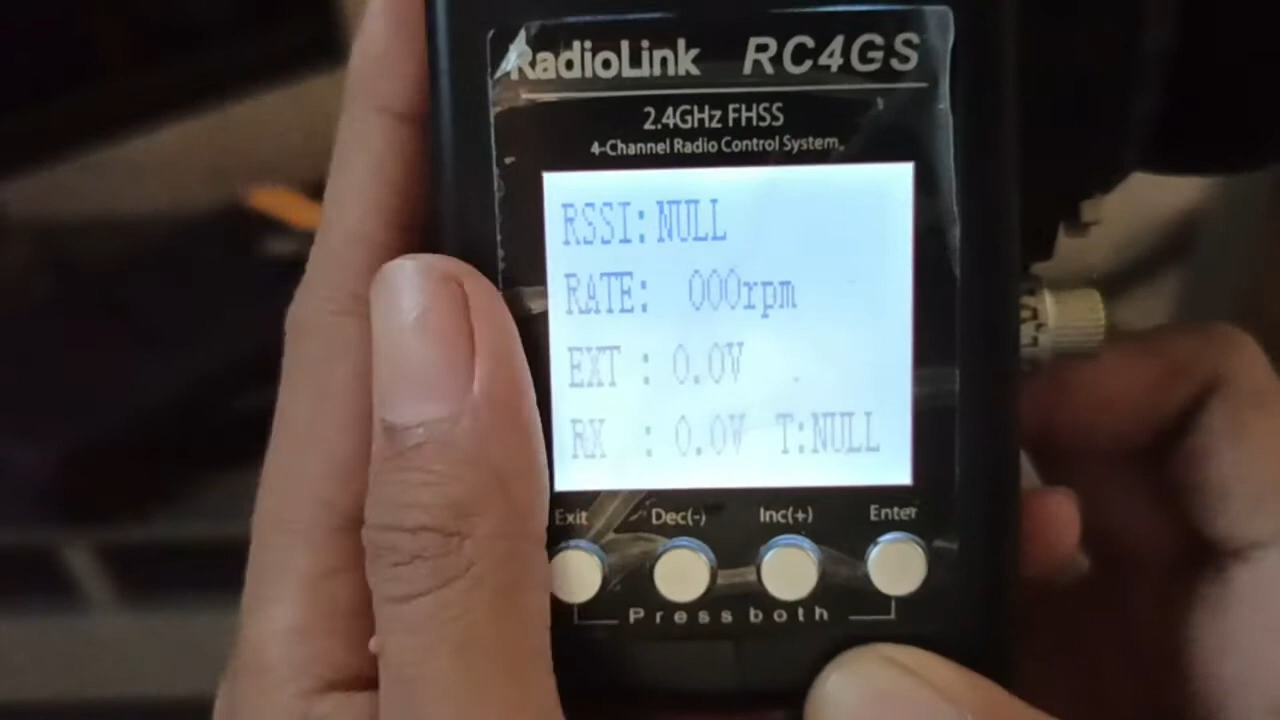 RadioLink RC4GS
2.4GHz FHSS
4-Channel Radio Control System
RSSI: NULL
RATE: 000rpm
EXT : 0.0V
RX : 0.0V T:NULL
Exit Dec(-) Inc(+) Enter
Press both